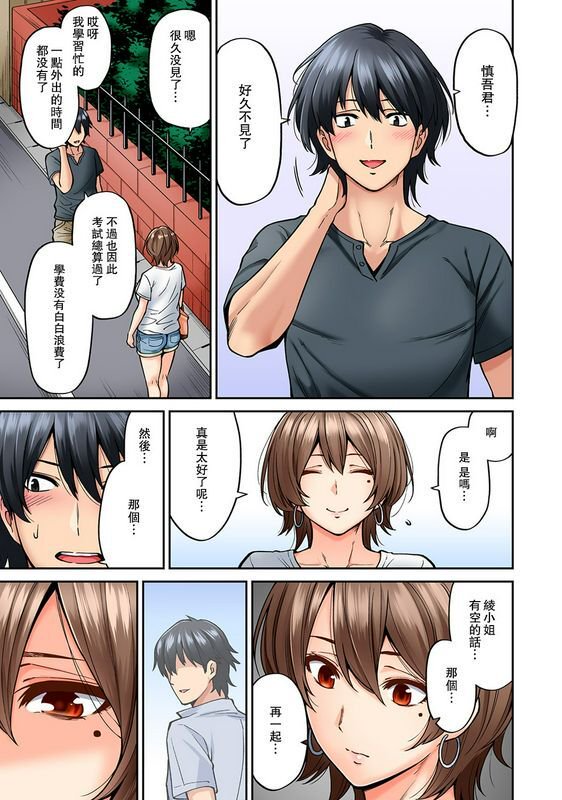 慎吾君…
好久不見了
嗯
很久没見了…
哎呀
我學習忙的
一點外出的時間
都没有了
不過也因此
考試總算過了
學費没有白白浪費了
啊
是 是嗎…
真是太好了呢…
然後…
那個…
綾小姐
有空的話…
那個…
再一起…